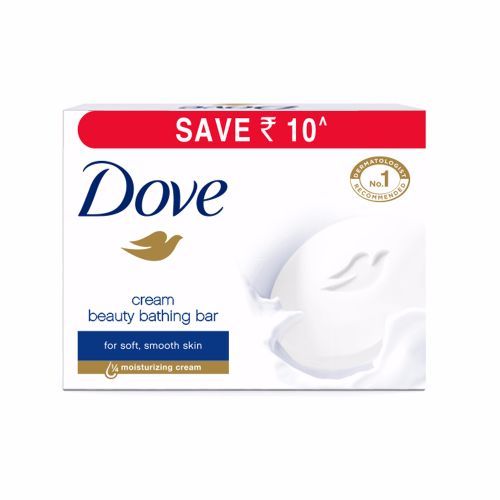 Dove
SAVE ₹ 10^
Dove
DERMATOLOGIST
No.1
RECOMMENDED
cream
beauty bathing bar
for soft, smooth skin
¼ moisturizing cream